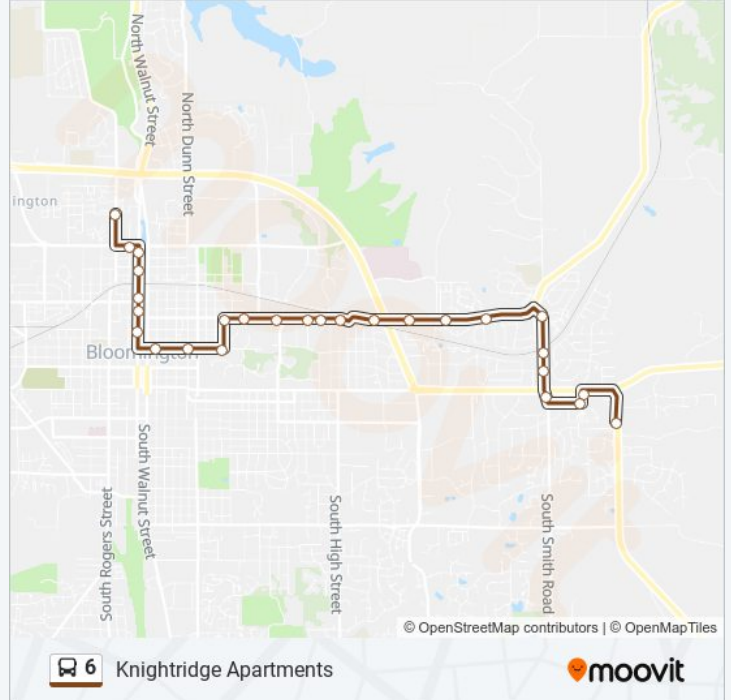 North Walnut Street
North Dunn Street
ington
Bloomington
South Walnut Street
South Rogers Street
South High Street
South Smith Road
© OpenStreetMap contributors | © OpenMapTiles
6 Knightridge Apartments
moovit